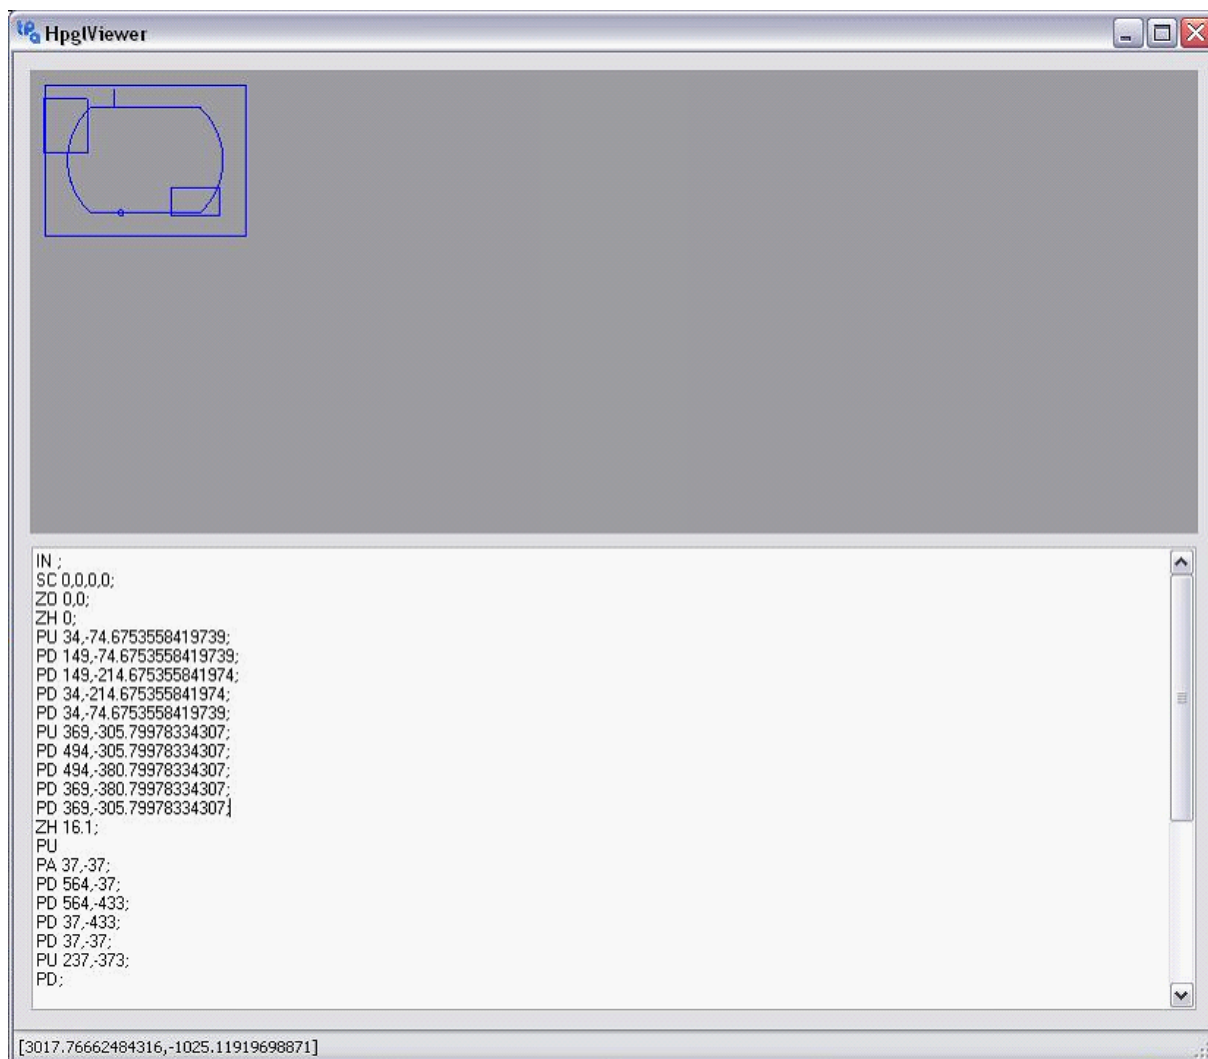 HpglViewer
IN ;
SC 0,0,0,0;
ZO 0,0;
ZH 0;
PU 34,-74.6753558419739;
PD 149,-74.6753558419739;
PD 149,-214.675355841974;
PD 34,-214.675355841974;
PD 34,-74.6753558419739;
PU 369,-305.79978334307;
PD 494,-305.79978334307;
PD 494,-380.79978334307;
PD 369,-380.79978334307;
PD 369,-305.79978334307;
ZH 16.1;
PU
PA 37,-37;
PD 564,-37;
PD 564,-433;
PD 37,-433;
PD 37,-37;
PU 237,-373;
PD;
[3017.76662484316,-1025.11919698871]